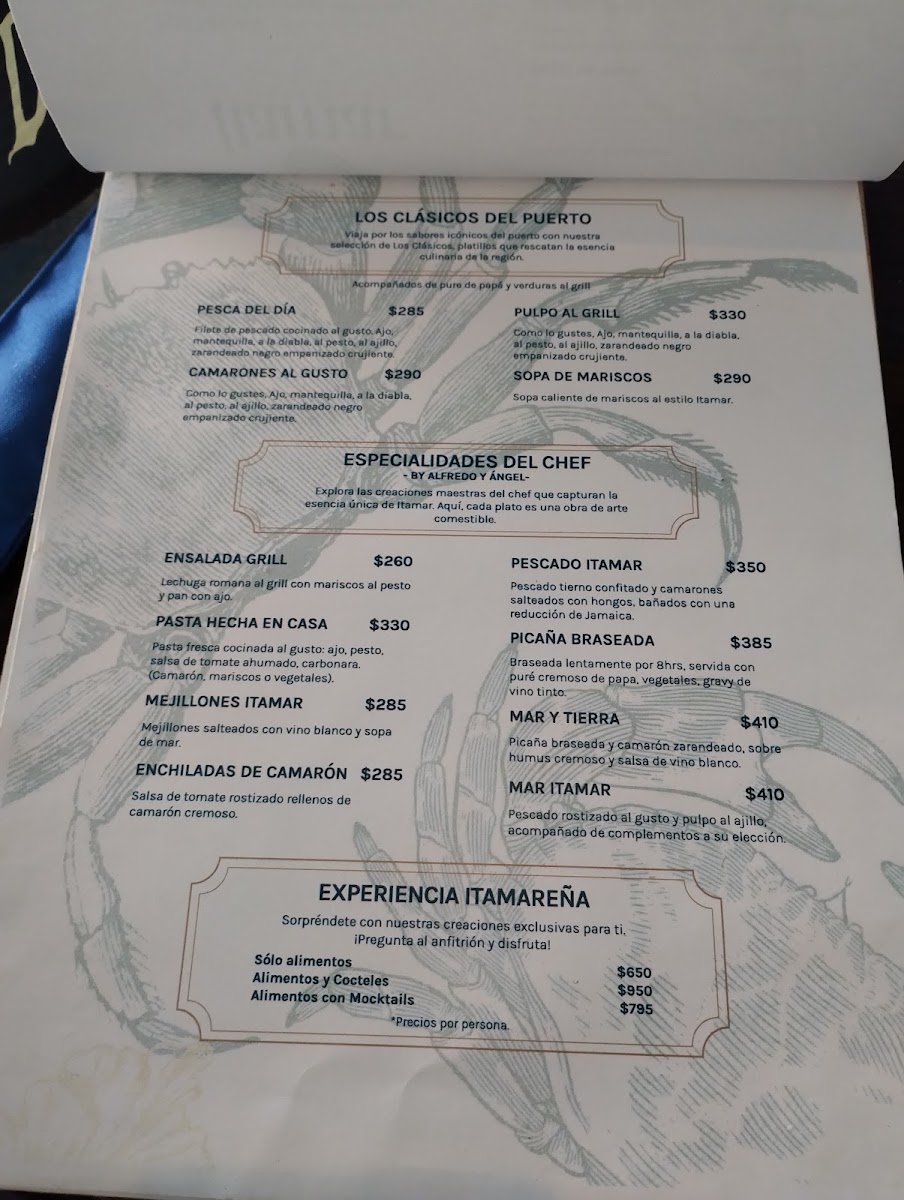 LOS CLÁSICOS DEL PUERTO
Viaja por los sabores icónicos del puerto con nuestra
selección de Los Clásicos, platillos que rescatan la esencia
culinaria de la región.
Acompañados de pure de papá y verduras al grill
PESCA DEL DÍA $285
Filete de pescado cocinado al gusto, Ajo,
mantequilla, a la diabla, al pesto, al ajillo,
zarandeado negro empanizado crujiente.
CAMARONES AL GUSTO $290
Como lo gustes, Ajo, mantequilla, a la diabla,
al pesto, al ajillo, zarandeado negro
empanizado crujiente.
PULPO AL GRILL $330
Como lo gustes, Ajo, mantequilla, a la diabla,
al pesto, al ajillo, zarandeado negro
empanizado crujiente.
SOPA DE MARISCOS $290
Sopa caliente de mariscos al estilo Itamar.
ESPECIALIDADES DEL CHEF
- BY ALFREDO Y ÁNGEL-
Explora las creaciones maestras del chef que capturan la
esencia única de Itamar. Aquí, cada plato es una obra de arte
comestible.
ENSALADA GRILL $260
Lechuga romana al grill con mariscos al pesto
y pan con ajo.
PASTA HECHA EN CASA $330
Pasta fresca cocinada al gusto: ajo, pesto,
salsa de tomate ahumado, carbonara.
(Camarón, mariscos o vegetales).
MEJILLONES ITAMAR $285
Mejillones salteados con vino blanco y sopa
de mar.
ENCHILADAS DE CAMARÓN $285
Salsa de tomate rostizado rellenos de
camarón cremoso.
PESCADO ITAMAR $350
Pescado tierno confitado y camarones
salteados con hongos, bañados con una
reducción de Jamaica.
PICAÑA BRASEADA $385
Braseada lentamente por 8hrs, servida con
puré cremoso de papa, vegetales, gravy de
vino tinto.
MAR Y TIERRA $410
Picaña braseada y camarón zarandeado, sobre
humus cremoso y salsa de vino blanco.
MAR ITAMAR $410
Pescado rostizado al gusto y pulpo al ajillo,
acompañado de complementos a su elección.
EXPERIENCIA ITAMAREÑA
Sorpréndete con nuestras creaciones exclusivas para ti,
¡Pregunta al anfitrión y disfruta!
Sólo alimentos $650
Alimentos y Cocteles $950
Alimentos con Mocktails $795
*Precios por persona.